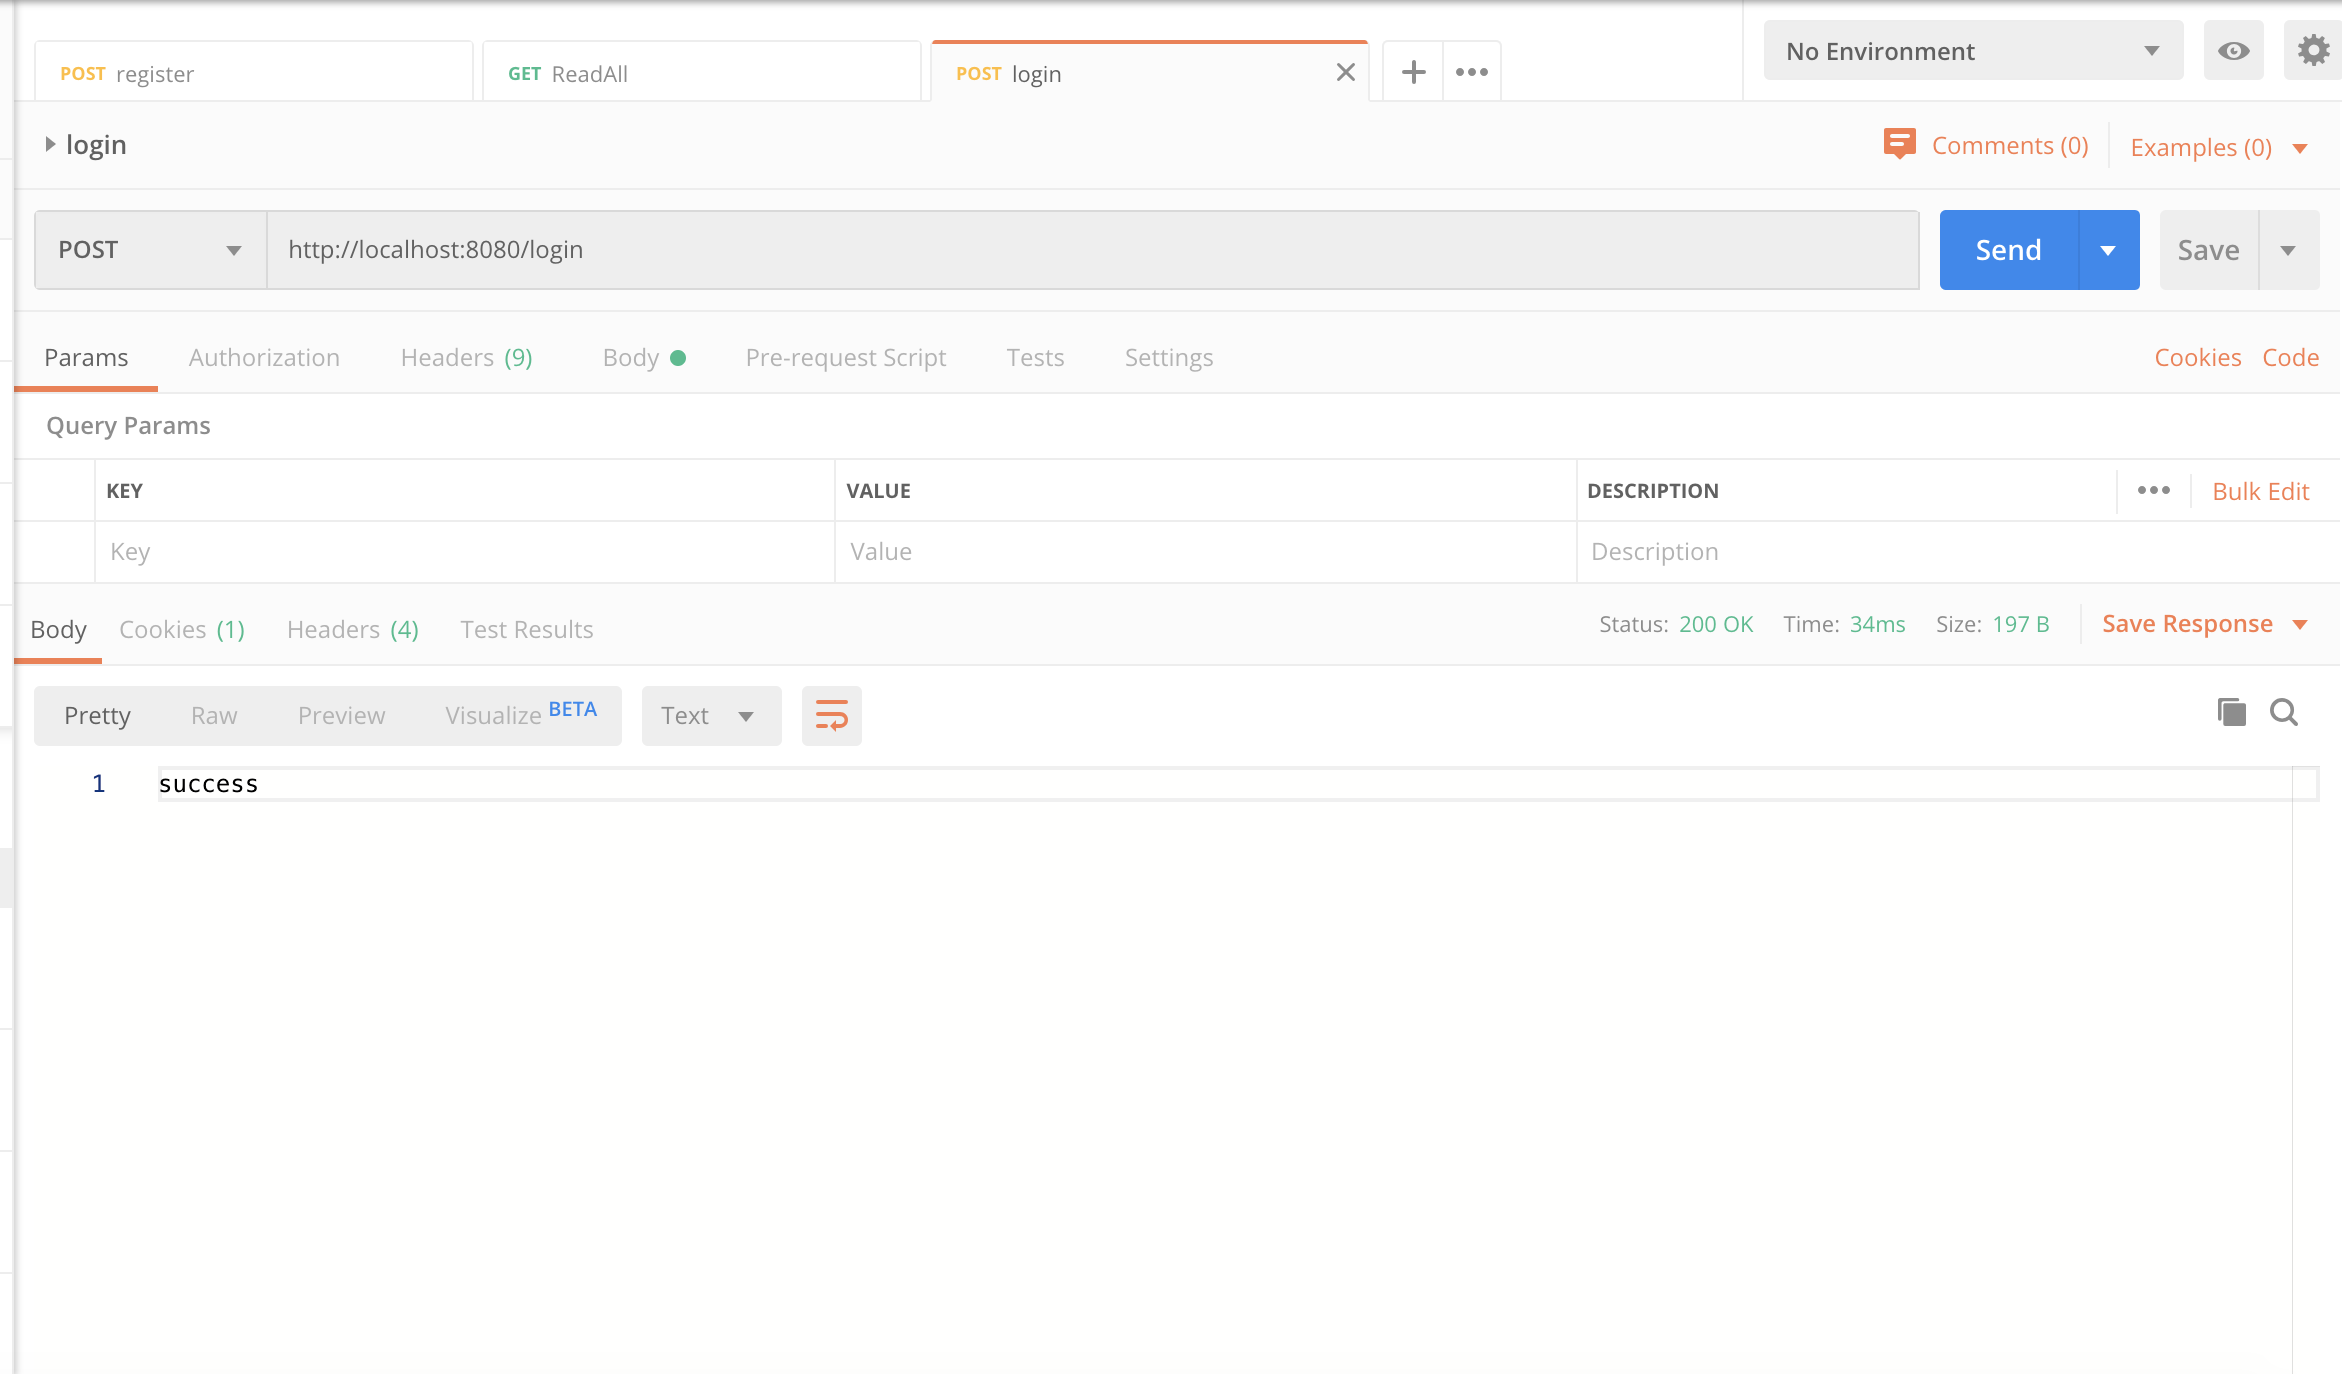 POST register GET ReadAll POST login No Environment
login Comments (0) Examples (0)
POST http://localhost:8080/login Send Save
Params Authorization Headers (9) Body Pre-request Script Tests Settings Cookies Code
Query Params
KEY VALUE DESCRIPTION Bulk Edit
Key Value Description
Body Cookies (1) Headers (4) Test Results Status: 200 OK Time: 34ms Size: 197 B Save Response
Pretty Raw Preview Visualize BETA Text
1 success